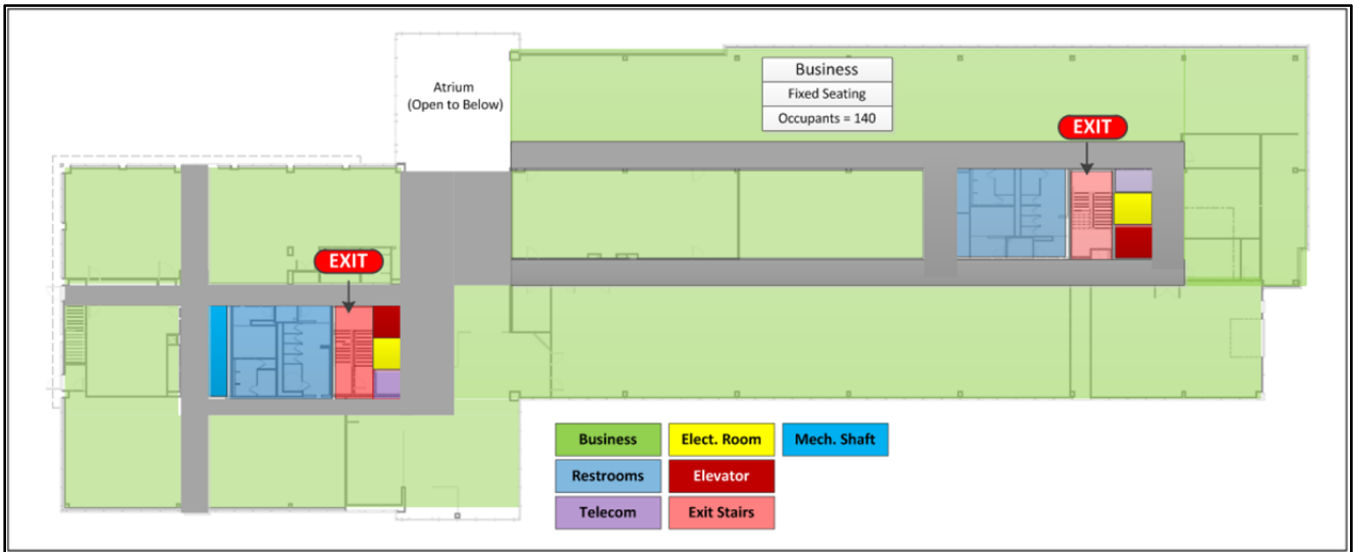 Atrium
(Open to Below)
Business
Fixed Seating
Occupants = 140
EXIT
EXIT
Business
Elect. Room
Mech. Shaft
Restrooms
Elevator
Telecom
Exit Stairs